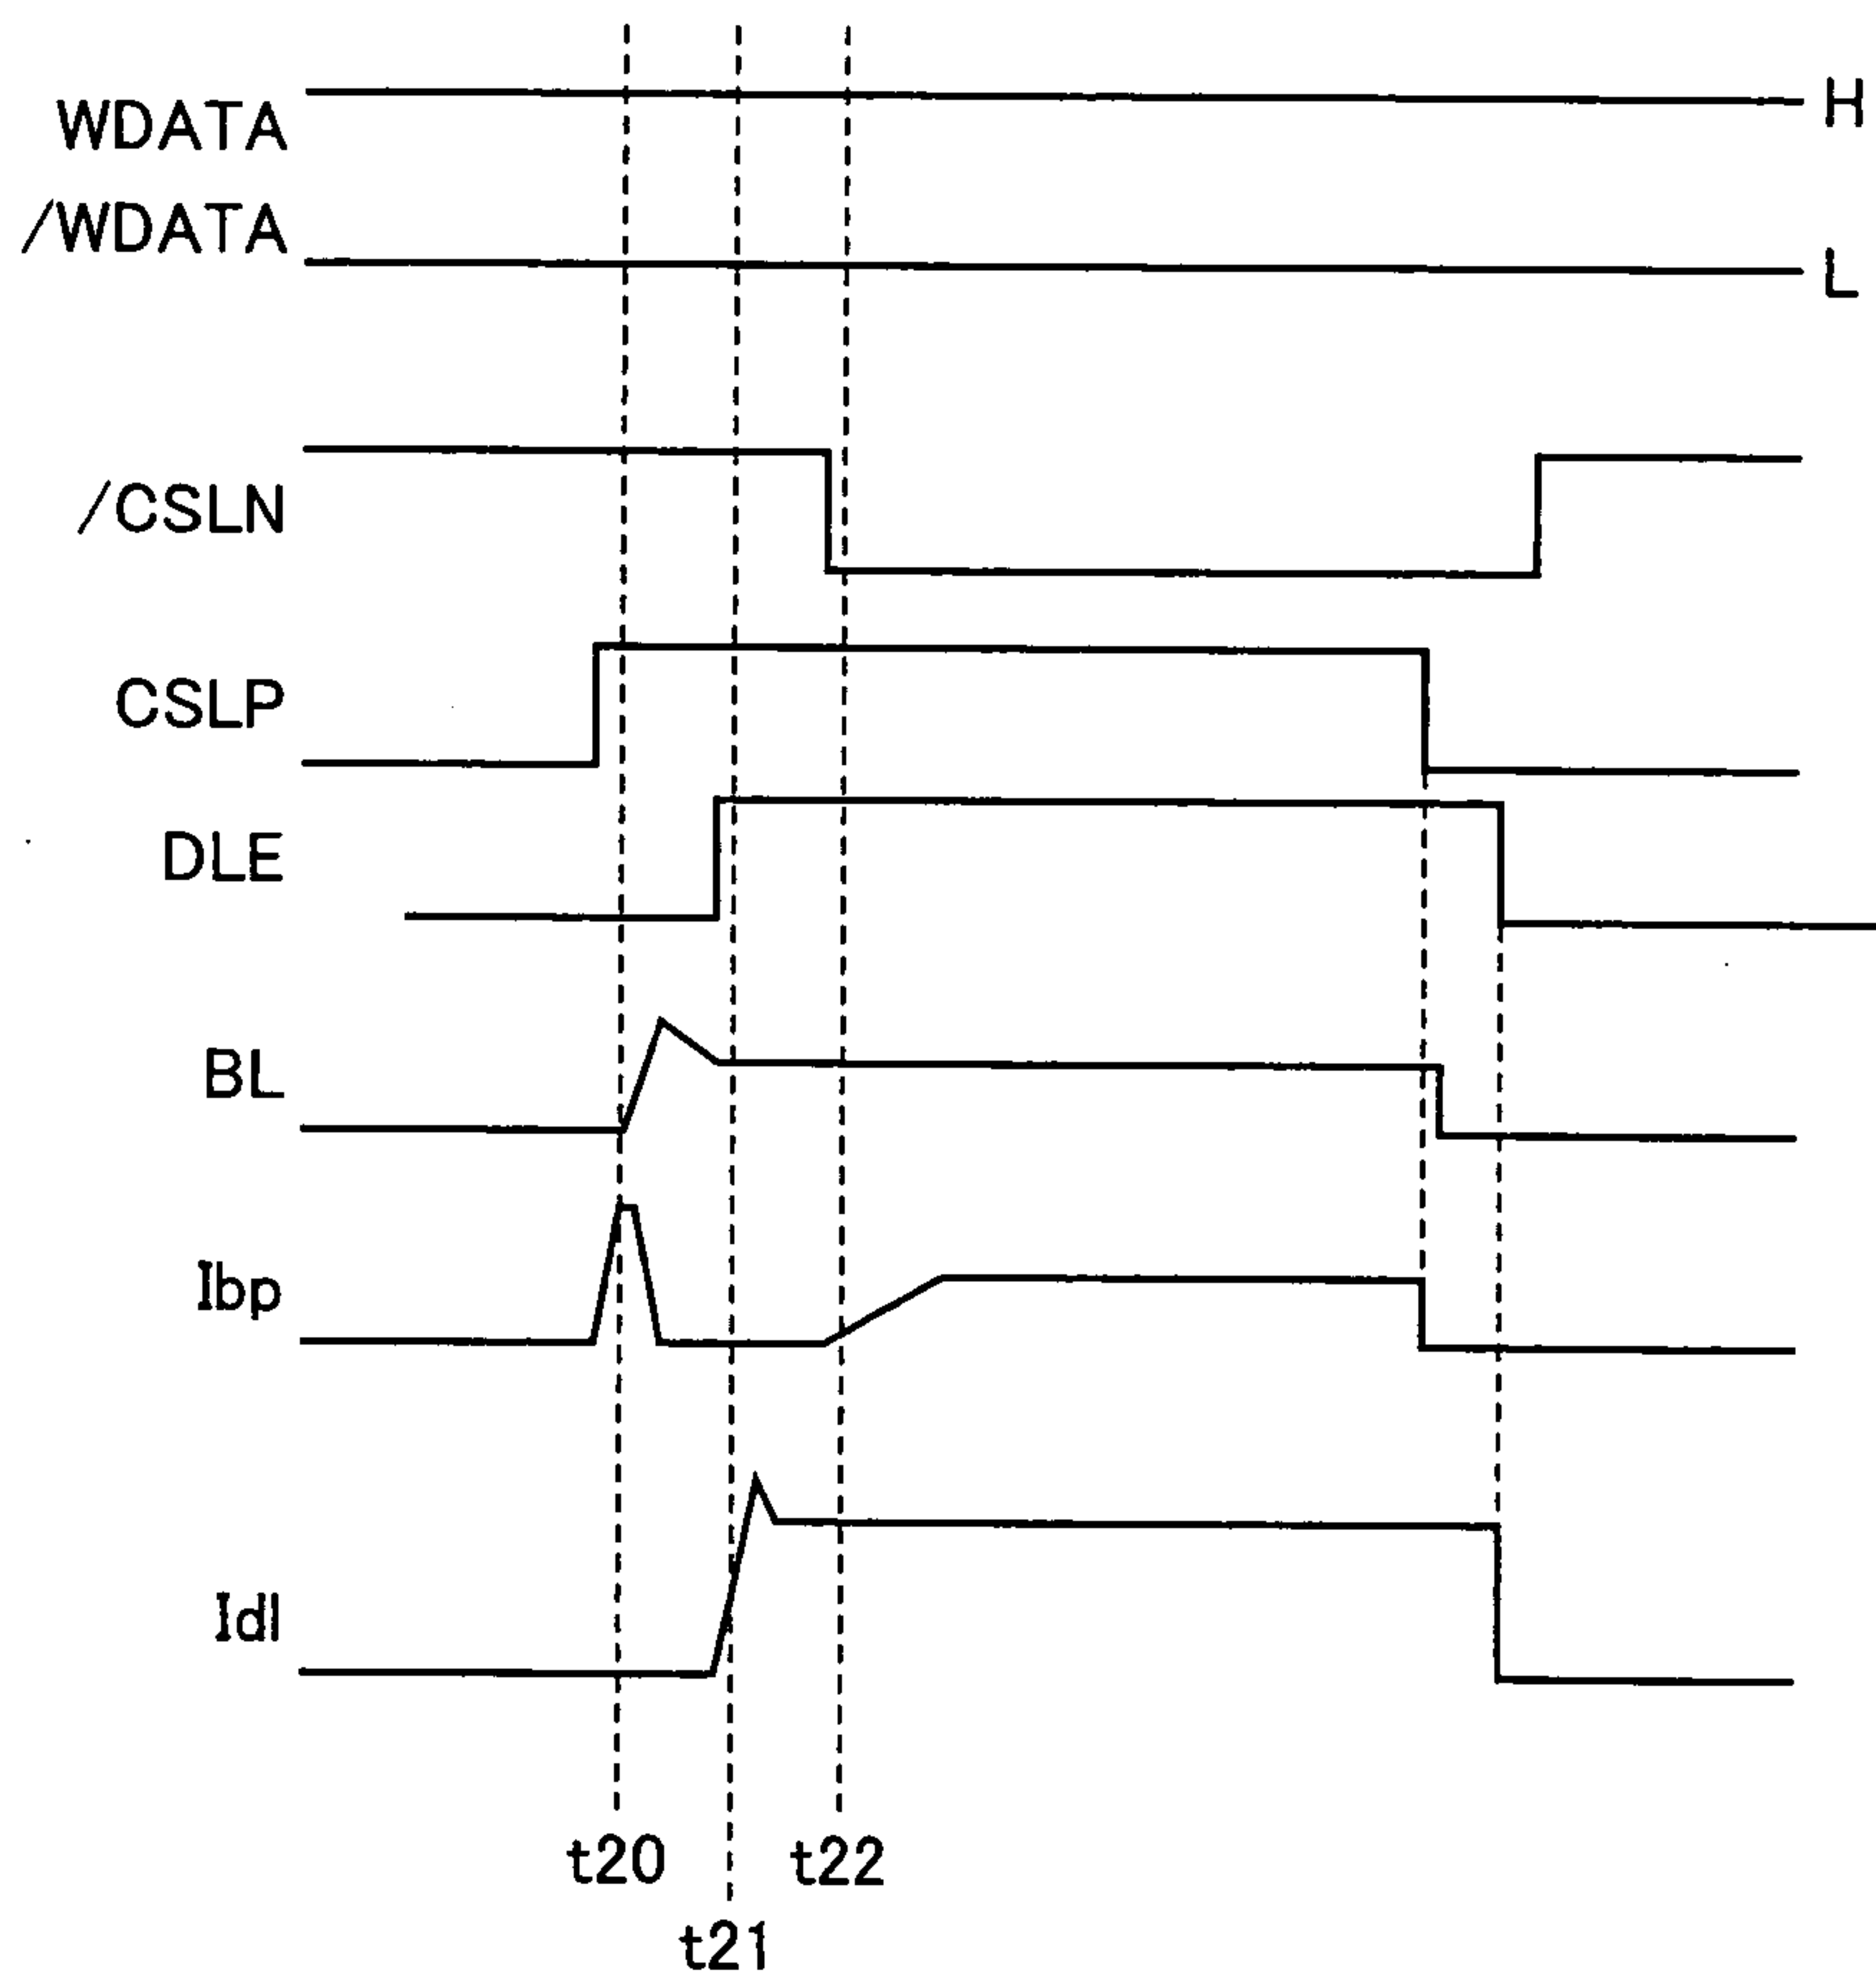 WDATA
H
/WDATA
L
/CSLN
CSLP
DLE
BL
Ibp
Idl
t20
t22
t21